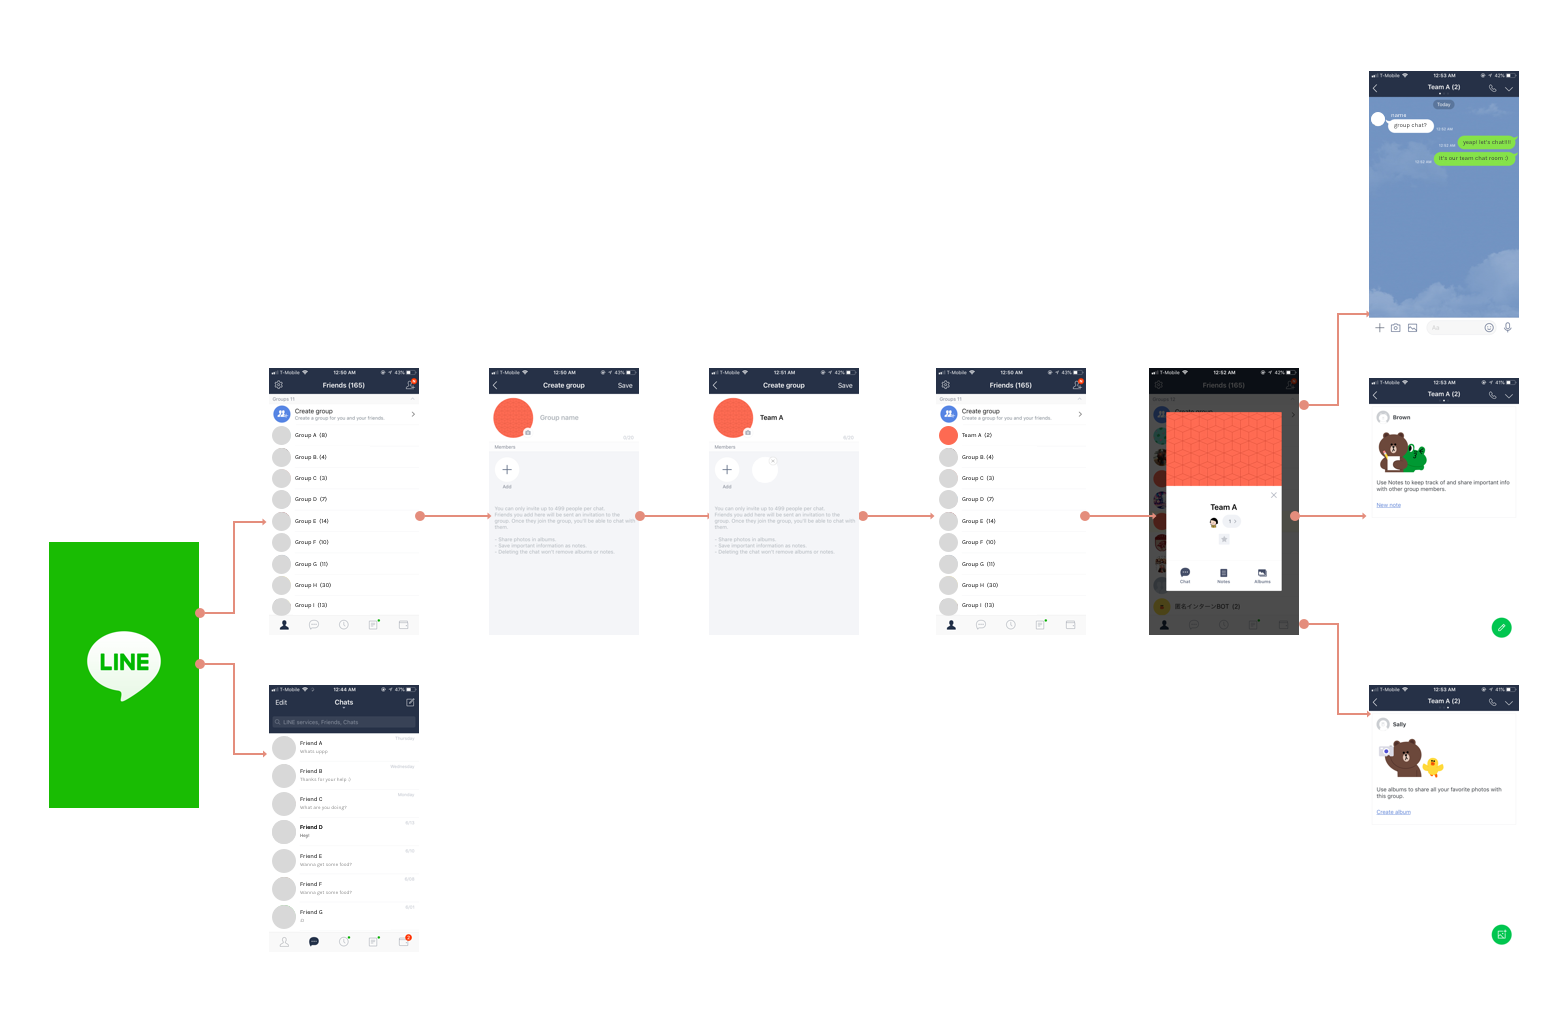 LINE
T-Mobile 12:50 AM 43%
Friends (165)
Groups 11
Create group
Create a group for you and your friends.
Group A (8)
Group B (4)
Group C (3)
Group D (7)
Group E (14)
Group F (10)
Group G (11)
Group H (30)
Group I (13)
T-Mobile 12:44 AM 47%
Edit Chats
LINE services, Friends, Chats
Friend A Thursday
Whats uppp
Friend B Wednesday
Thanks for your help :)
Friend C Monday
What are you doing?
Friend D
Hey!
Friend E
Wanna get some food?
Friend F
Wanna get some food?
Friend G
2
T-Mobile 12:50 AM 43%
Create group Save
Group name
0/20
Members
Add
You can only invite up to 499 people per chat.
Friends you add here will be sent an invitation to the
group. Once they join the group, you'll be able to chat with
them.
- Share photos in albums.
- Save important information as notes.
- Deleting the chat won't remove albums or notes.
T-Mobile 12:51 AM 42%
Create group Save
Team A
6/20
Members
Add
You can only invite up to 499 people per chat.
Friends you add here will be sent an invitation to the
group. Once they join the group, you'll be able to chat with
them.
- Share photos in albums.
- Save important information as notes.
- Deleting the chat won't remove albums or notes.
T-Mobile 12:50 AM 43%
Friends (165)
Groups 11
Create group
Create a group for you and your friends.
Team A (2)
Group B (4)
Group C (3)
Group D (7)
Group E (14)
Group F (10)
Group G (11)
Group H (30)
Group I (13)
T-Mobile 12:52 AM 42%
Friends (165)
Groups 11
Create group
Team A
1 >
Chat Notes Albums
匿名インターンBOT (2)
T-Mobile 12:53 AM 42%
Team A (2)
Today
name
group chat?
12:52 AM
yeap! let's chat!!!!
12:52 AM
It's our team chat room :)
12:52 AM
Aa
T-Mobile 12:53 AM 41%
Team A (2)
Brown
Use Notes to keep track of and share important info
with other group members.
New note
T-Mobile 12:53 AM 41%
Team A (2)
Sally
Use albums to share all your favorite photos with
this group.
Create album